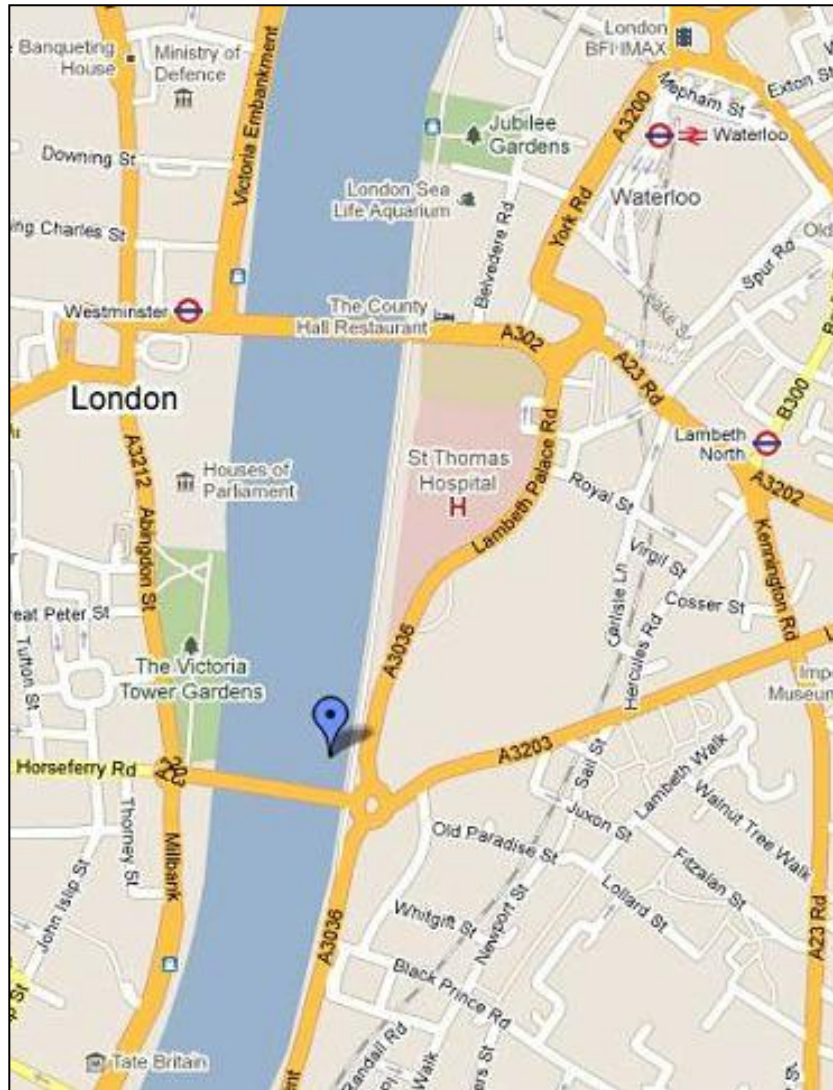 London
BFI IMAX
e Banqueting
House
Ministry of
Defence
Exton St
Mepham St
Victoria Embankment
A3200
Jubilee
Gardens
Waterloo
Downing St
London Sea
Life Aquarium
Waterloo
York Rd
Belvedere Rd
ng Charles St
Old
Spur Rd
Westminster
The County
Hall Restaurant
A302
A23 Rd
B300
London
Lambeth
North
A3212
St Thomas
Hospital
H
Houses of
Parliament
Lambeth Palace Rd
A3202
Royal St
Abingdon St
Virgil St
Kennington Rd
Carlisle Ln
Cosser St
reat Peter St
Tufton St
A3036
Hercules Rd
The Victoria
Tower Gardens
Impe
Museum
A3203
Horseferry Rd
Sail St
Lambeth Walk
Thorney St
Juxon St
Walnut Tree Walk
Old Paradise St
Millbank
Fitzalan St
Lollard St
John Islip St
Whitgift St
Newport St
A23 Rd
A3036
Black Prince Rd
p St
Tate Britain
Randall Rd
Walk
ers St
int